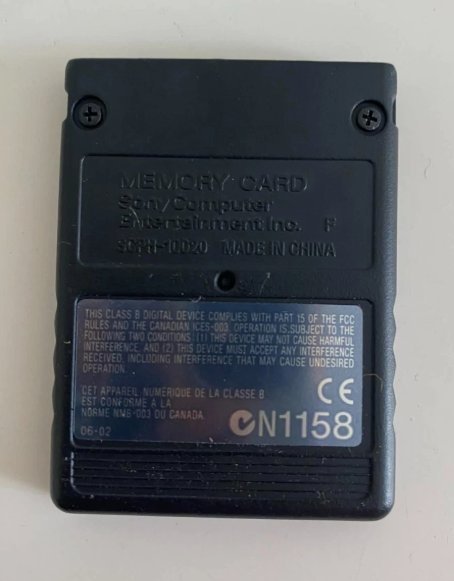 MEMORY CARD
Sony Computer
Entertainment Inc. F
SCPH-10020 MADE IN CHINA
THIS CLASS B DIGITAL DEVICE COMPLIES WITH PART 15 OF THE FCC
RULES AND THE CANADIAN ICES-003. OPERATION IS SUBJECT TO THE
FOLLOWING TWO CONDITIONS: (1) THIS DEVICE MAY NOT CAUSE HARMFUL
INTERFERENCE, AND (2) THIS DEVICE MUST ACCEPT ANY INTERFERENCE
RECEIVED, INCLUDING INTERFERENCE THAT MAY CAUSE UNDESIRED
OPERATION.
CET APPAREIL NUMERIQUE DE LA CLASSE B
EST CONFORME A LA
NORME NMB-003 DU CANADA.
CE
N1158
06-02